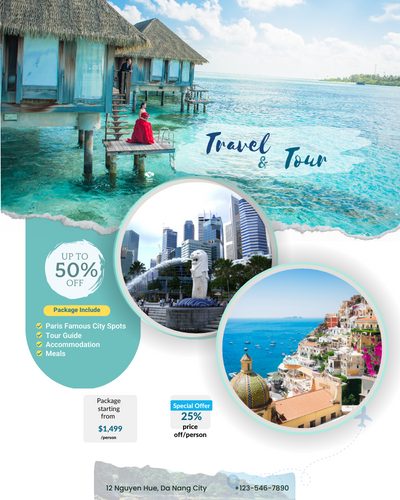 Travel
& Tour
UP TO
50%
OFF
Package Include
Paris Famous City Spots
Tour Guide
Accommodation
Meals
Package
starting
from
$1,499
/person
Special Offer
25%
price
off/person
12 Nguyen Hue, Da Nang City
+123-546-7890